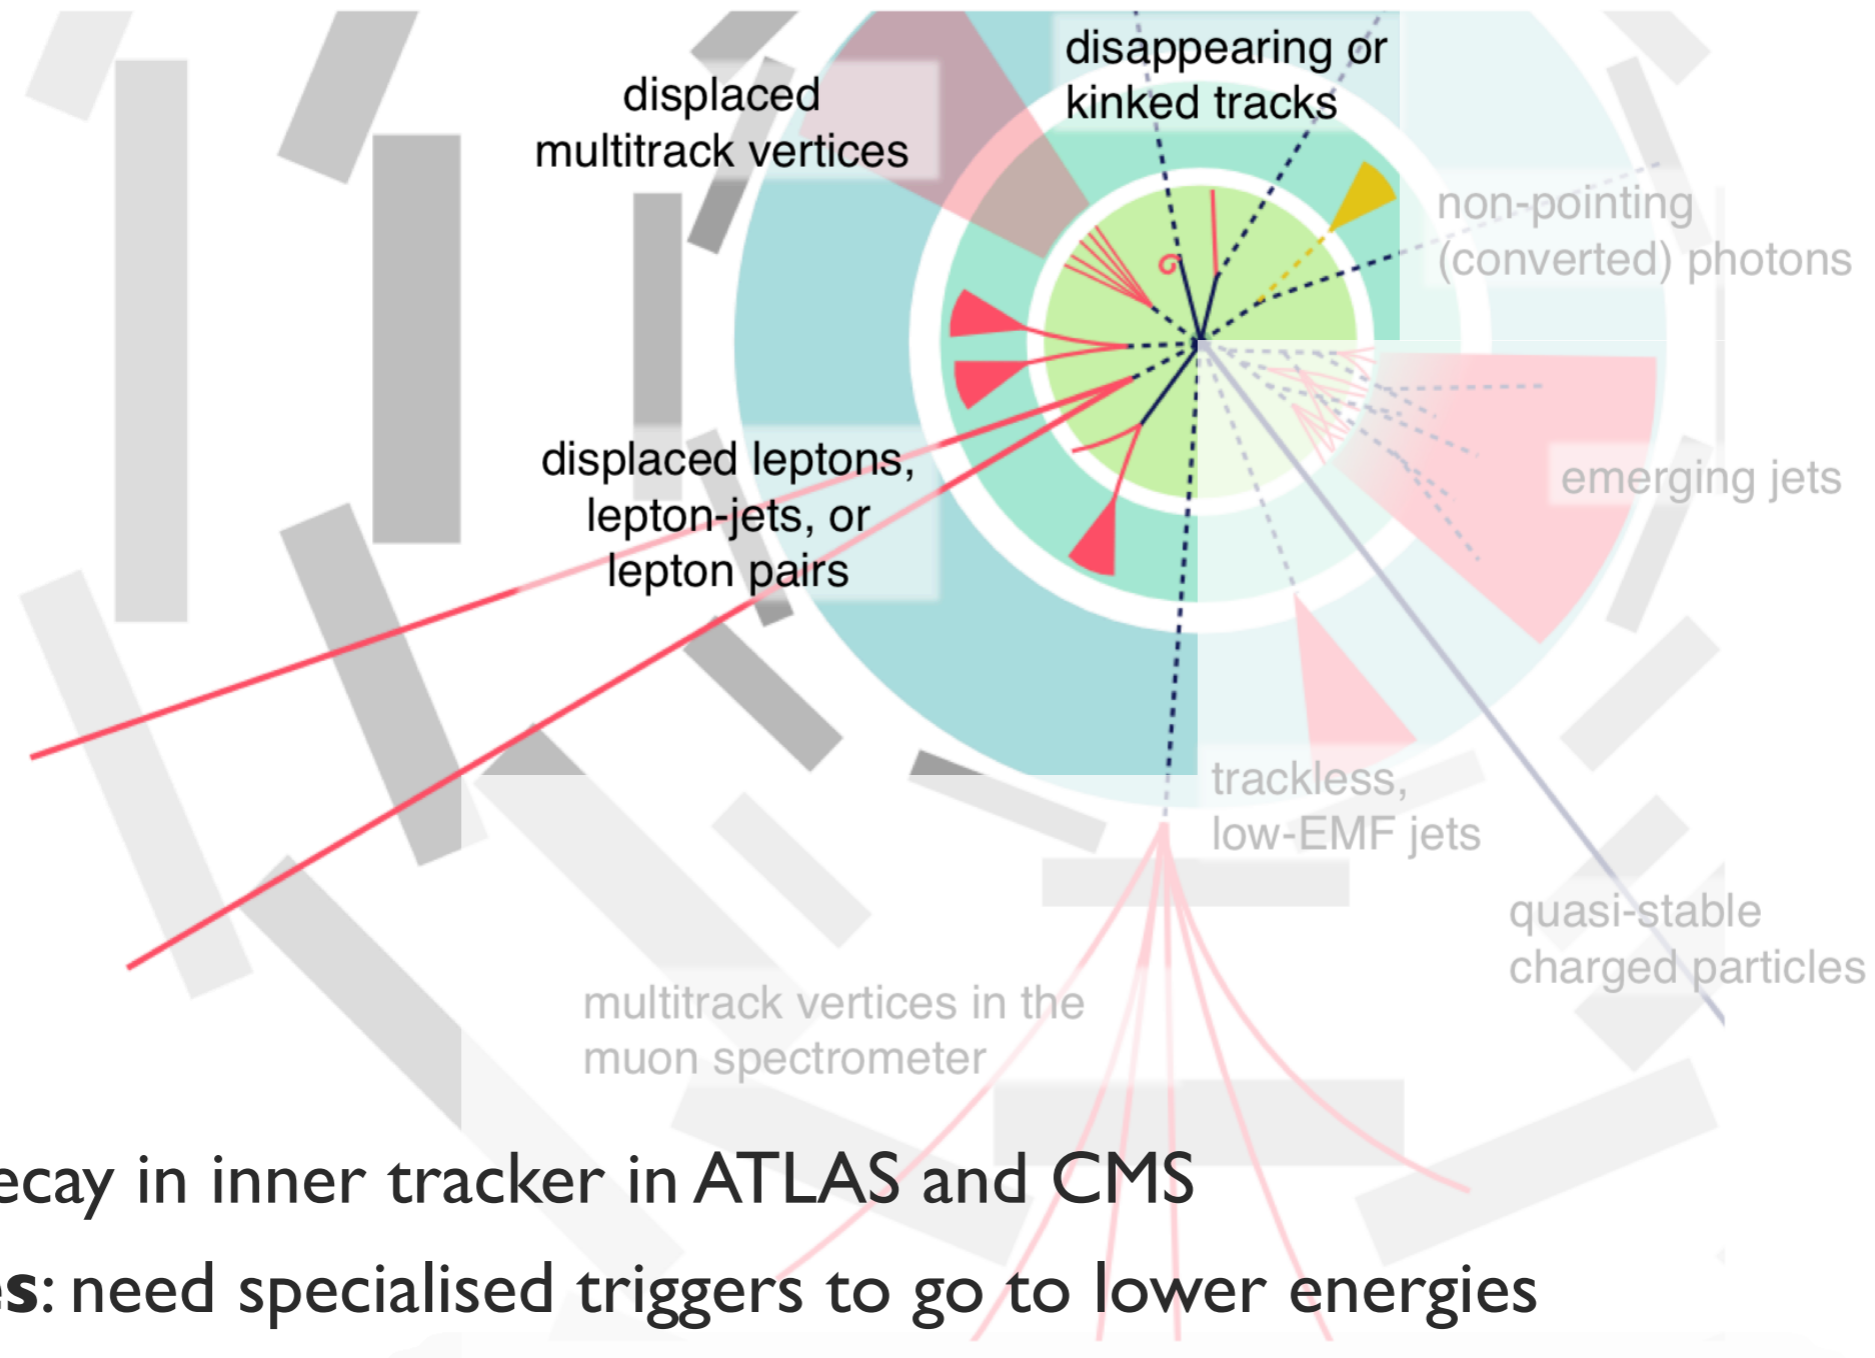 disappearing or
kinked tracks
displaced
multitrack vertices
non-pointing
(converted) photons
displaced leptons,
lepton-jets, or
lepton pairs
emerging jets
trackless,
low-EMF jets
quasi-stable
charged particles
multitrack vertices in the
muon spectrometer
ecay in inner tracker in ATLAS and CMS
es: need specialised triggers to go to lower energies